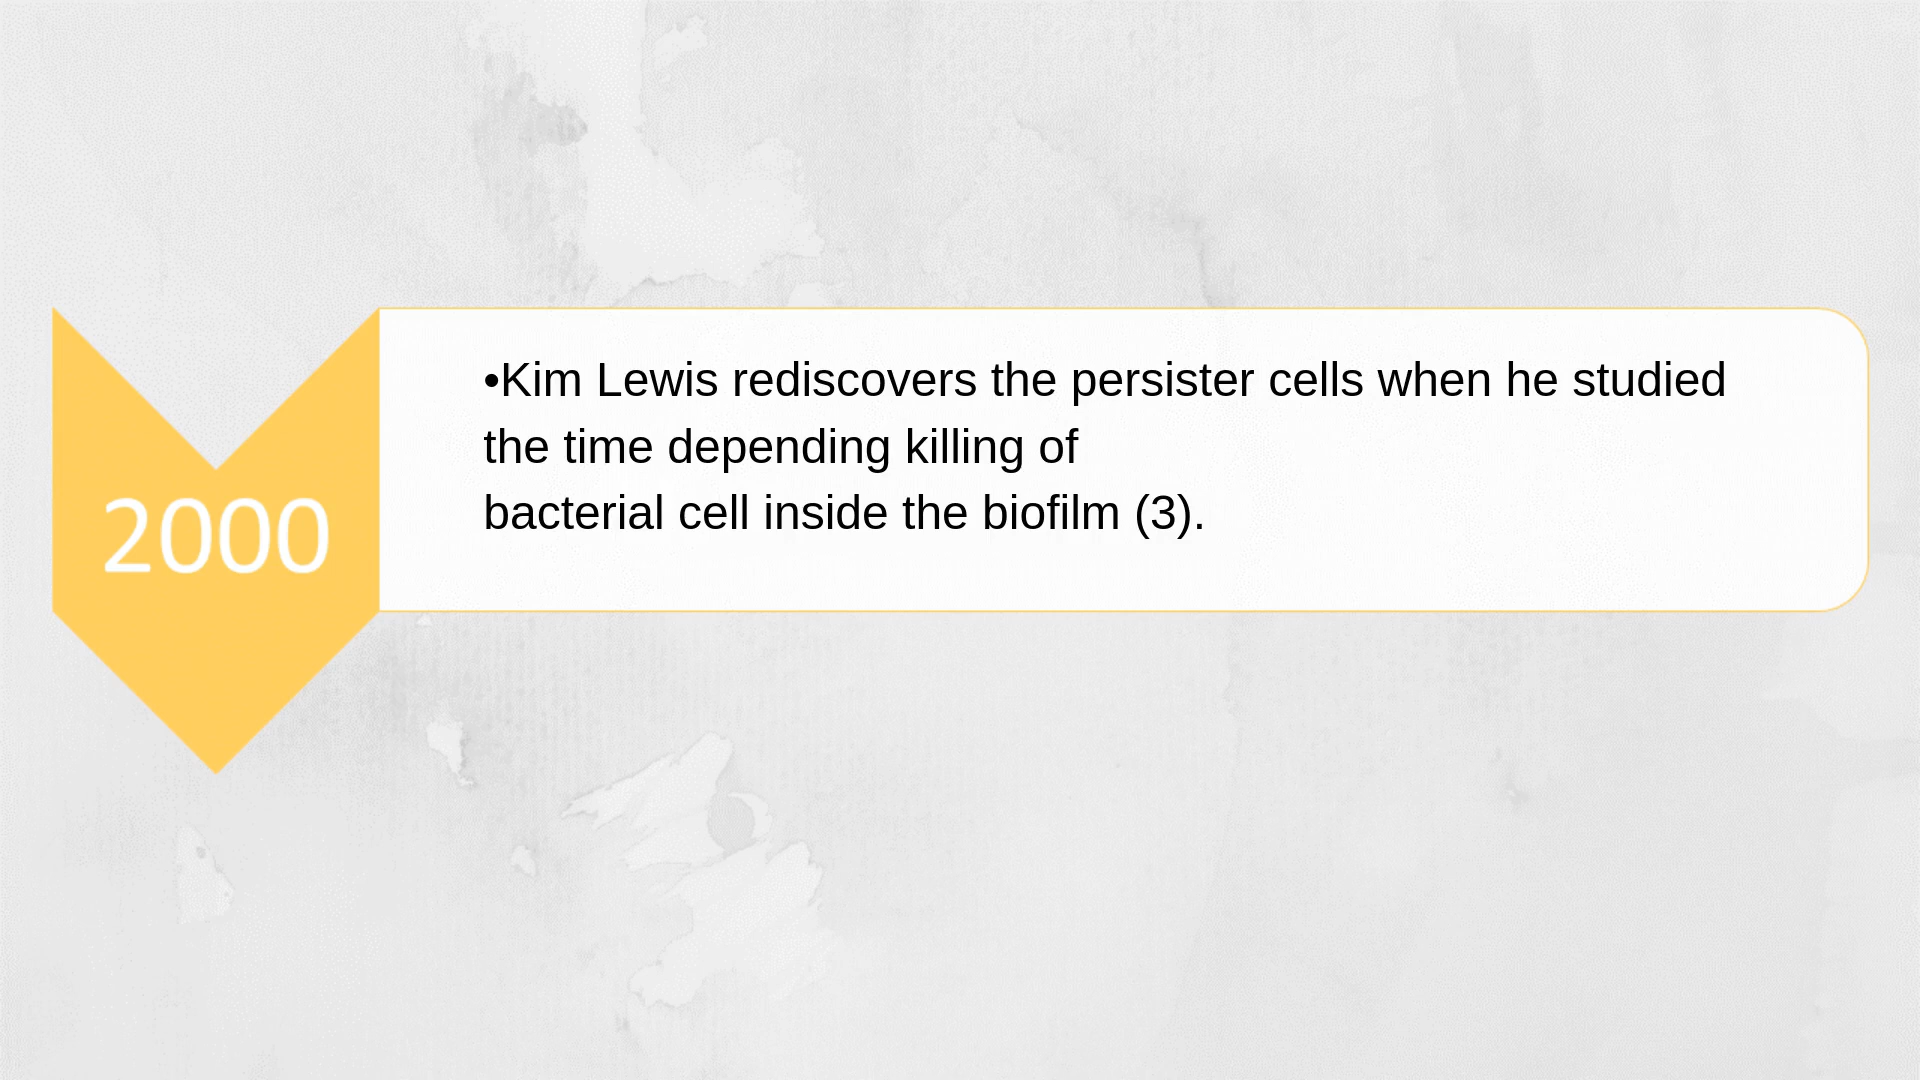 2000
•Kim Lewis rediscovers the persister cells when he studied
the time depending killing of
bacterial cell inside the biofilm (3).